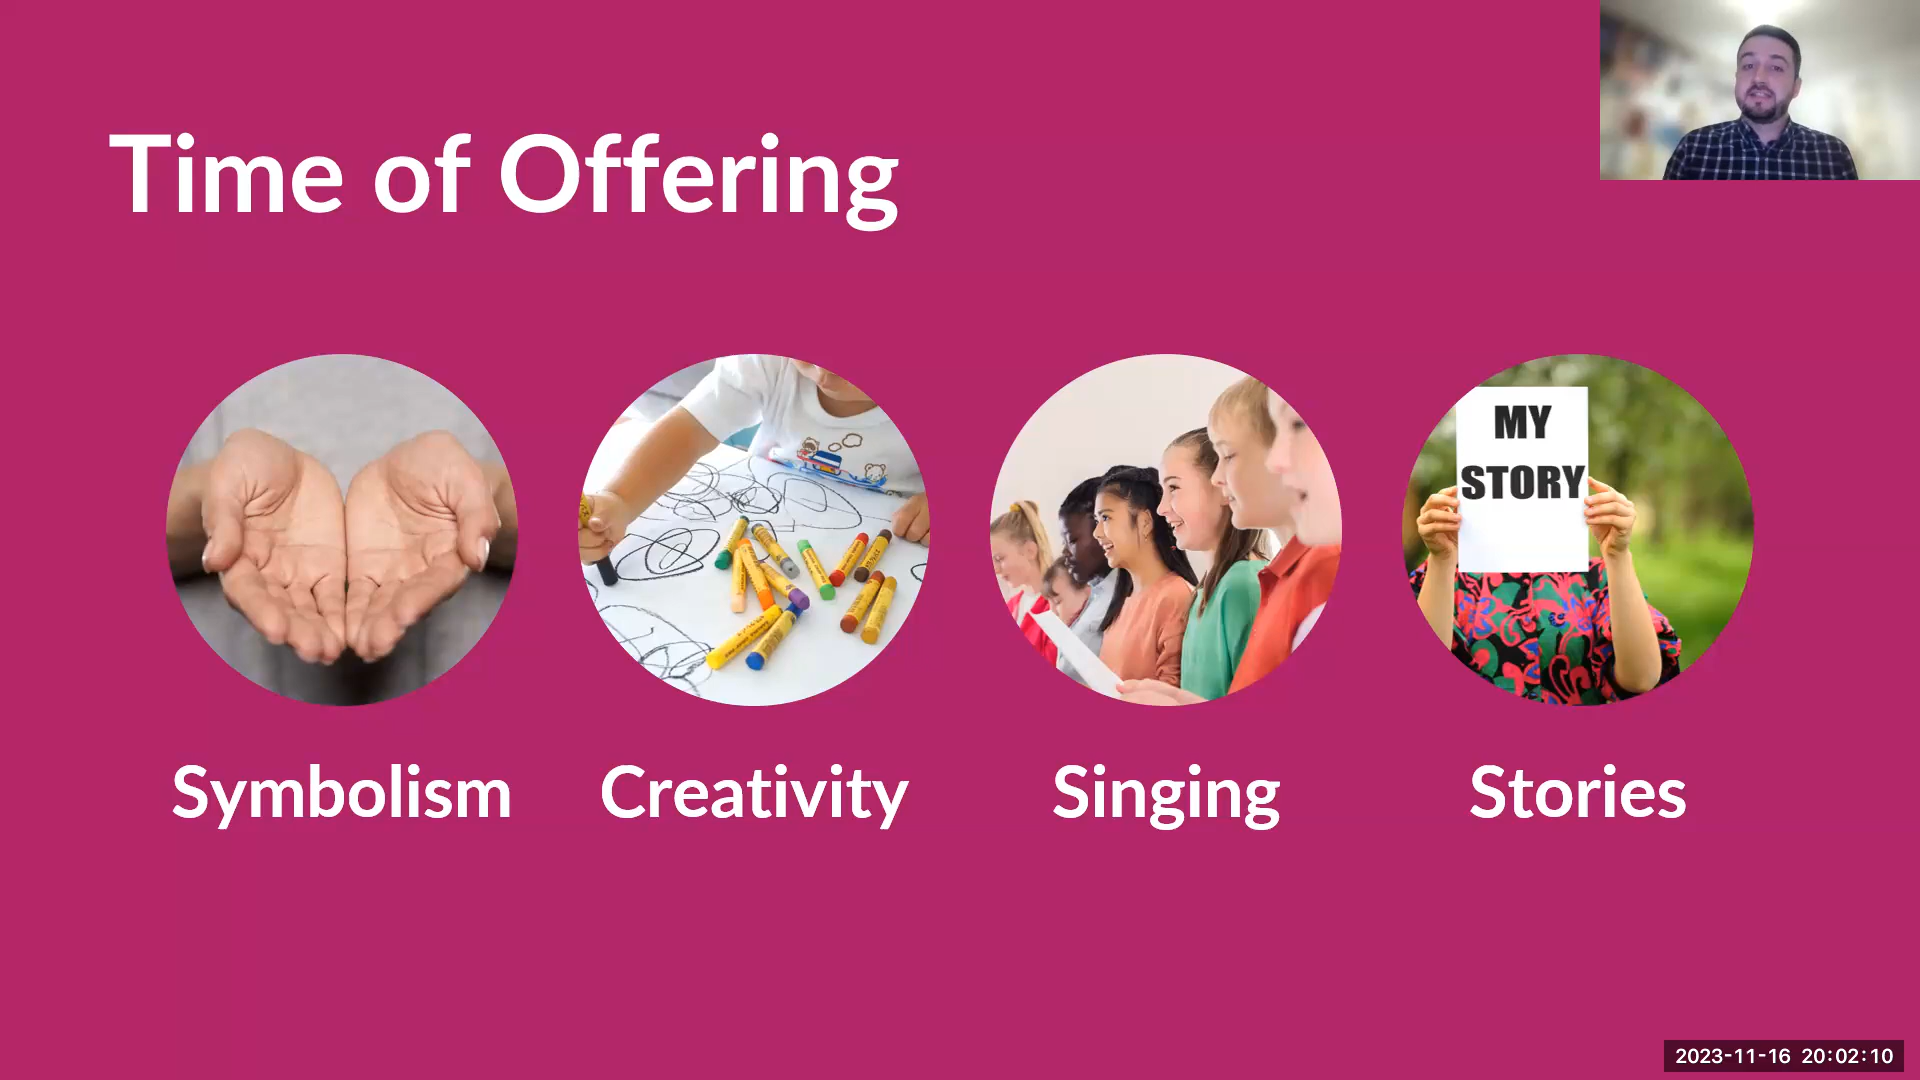 Time of Offering
MY
STORY
Symbolism
Creativity
Singing
Stories
2023-11-16 20:02:10